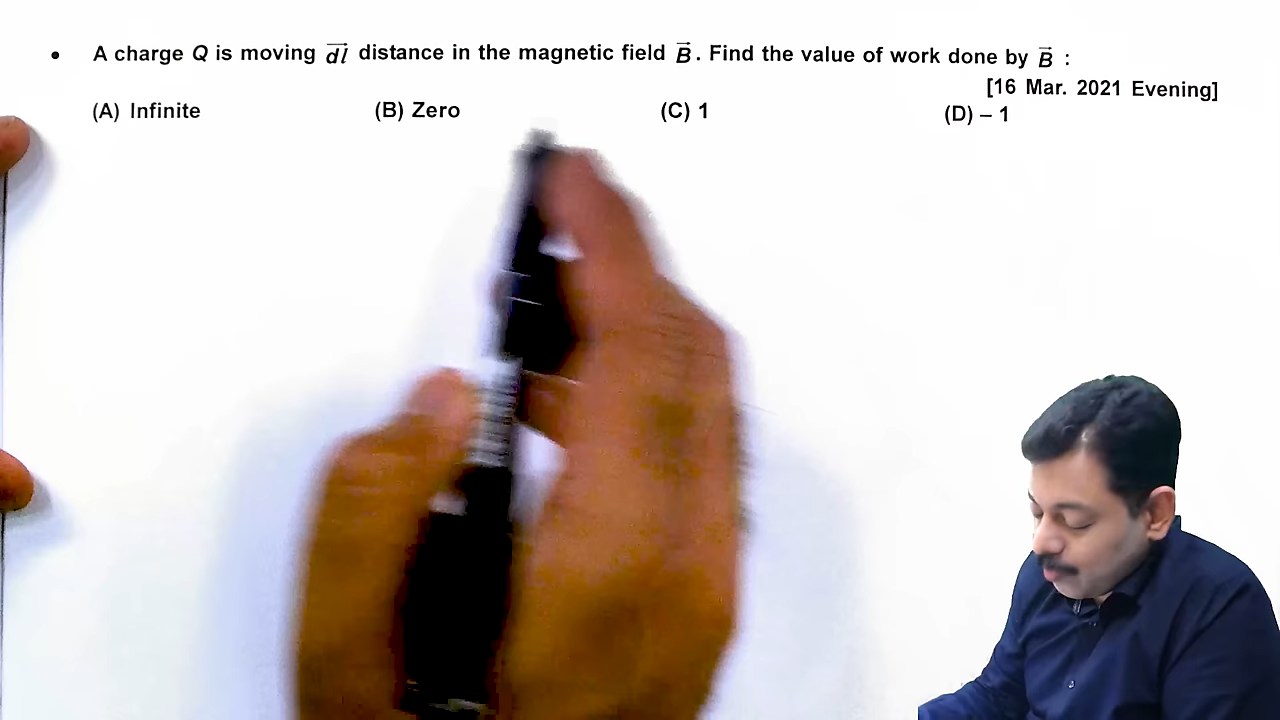 • A charge Q is moving \vec{dl} distance in the magnetic field \vec{B}. Find the value of work done by \vec{B} :
[16 Mar. 2021 Evening]
(A) Infinite (B) Zero (C) 1 (D) – 1